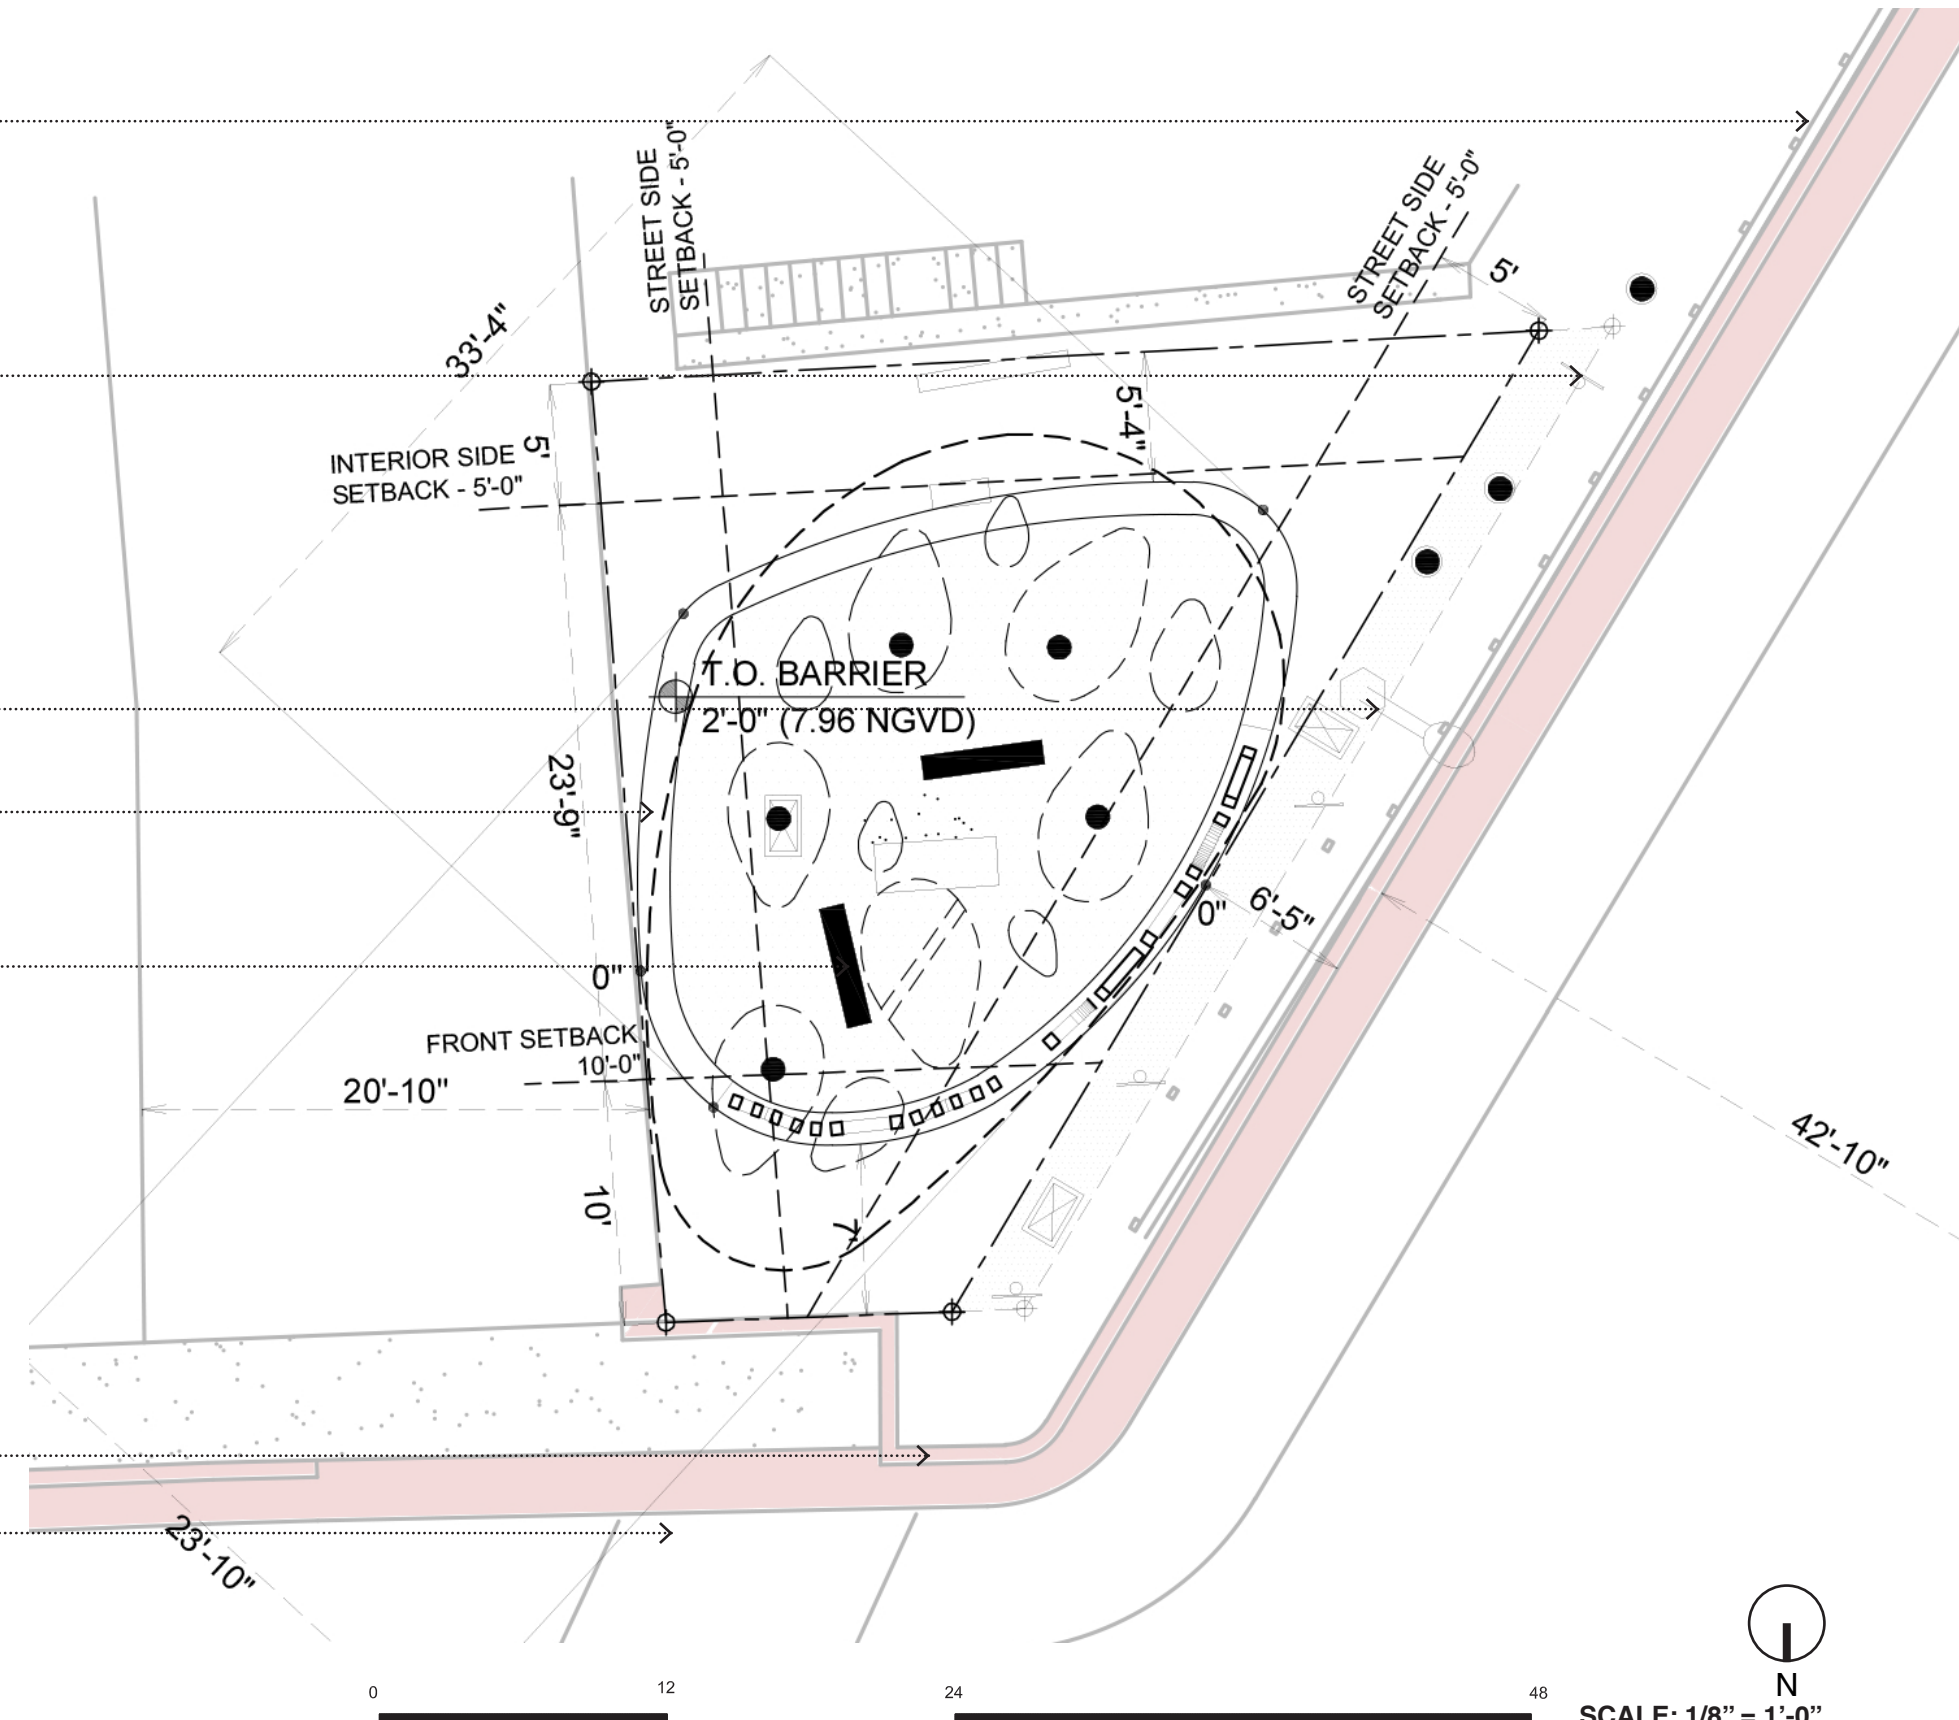 STREET SIDE
SETBACK - 5'-0"
STREET SIDE
SETBACK - 5'-0"
5'
33'-4"
5'-4"
5'
INTERIOR SIDE
SETBACK - 5'-0"
T.O. BARRIER
2'-0" (7.96 NGVD)
23'-9"
6'-5"
0"
0"
FRONT SETBACK
10'-0"
20'-10"
42'-10"
10'
7'
23'-10"
N
0
12
24
48
SCALE: 1/8” = 1’-0”